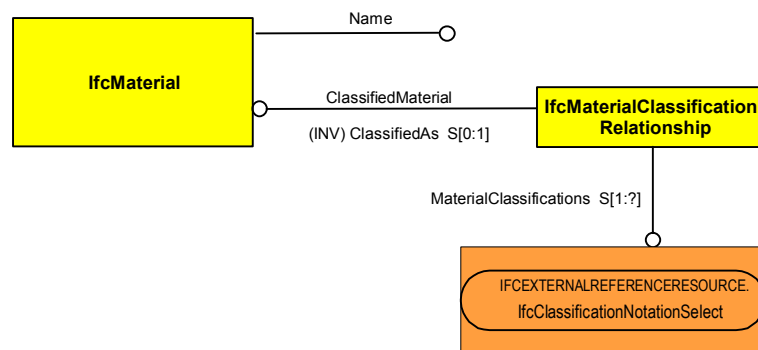 Name
IfcMaterial
ClassifiedMaterial
(INV) ClassifiedAs S[0:1]
IfcMaterialClassification
Relationship
MaterialClassifications S[1:?]
IFCEXTERNALREFERENCERESOURCE.
IfcClassificationNotationSelect